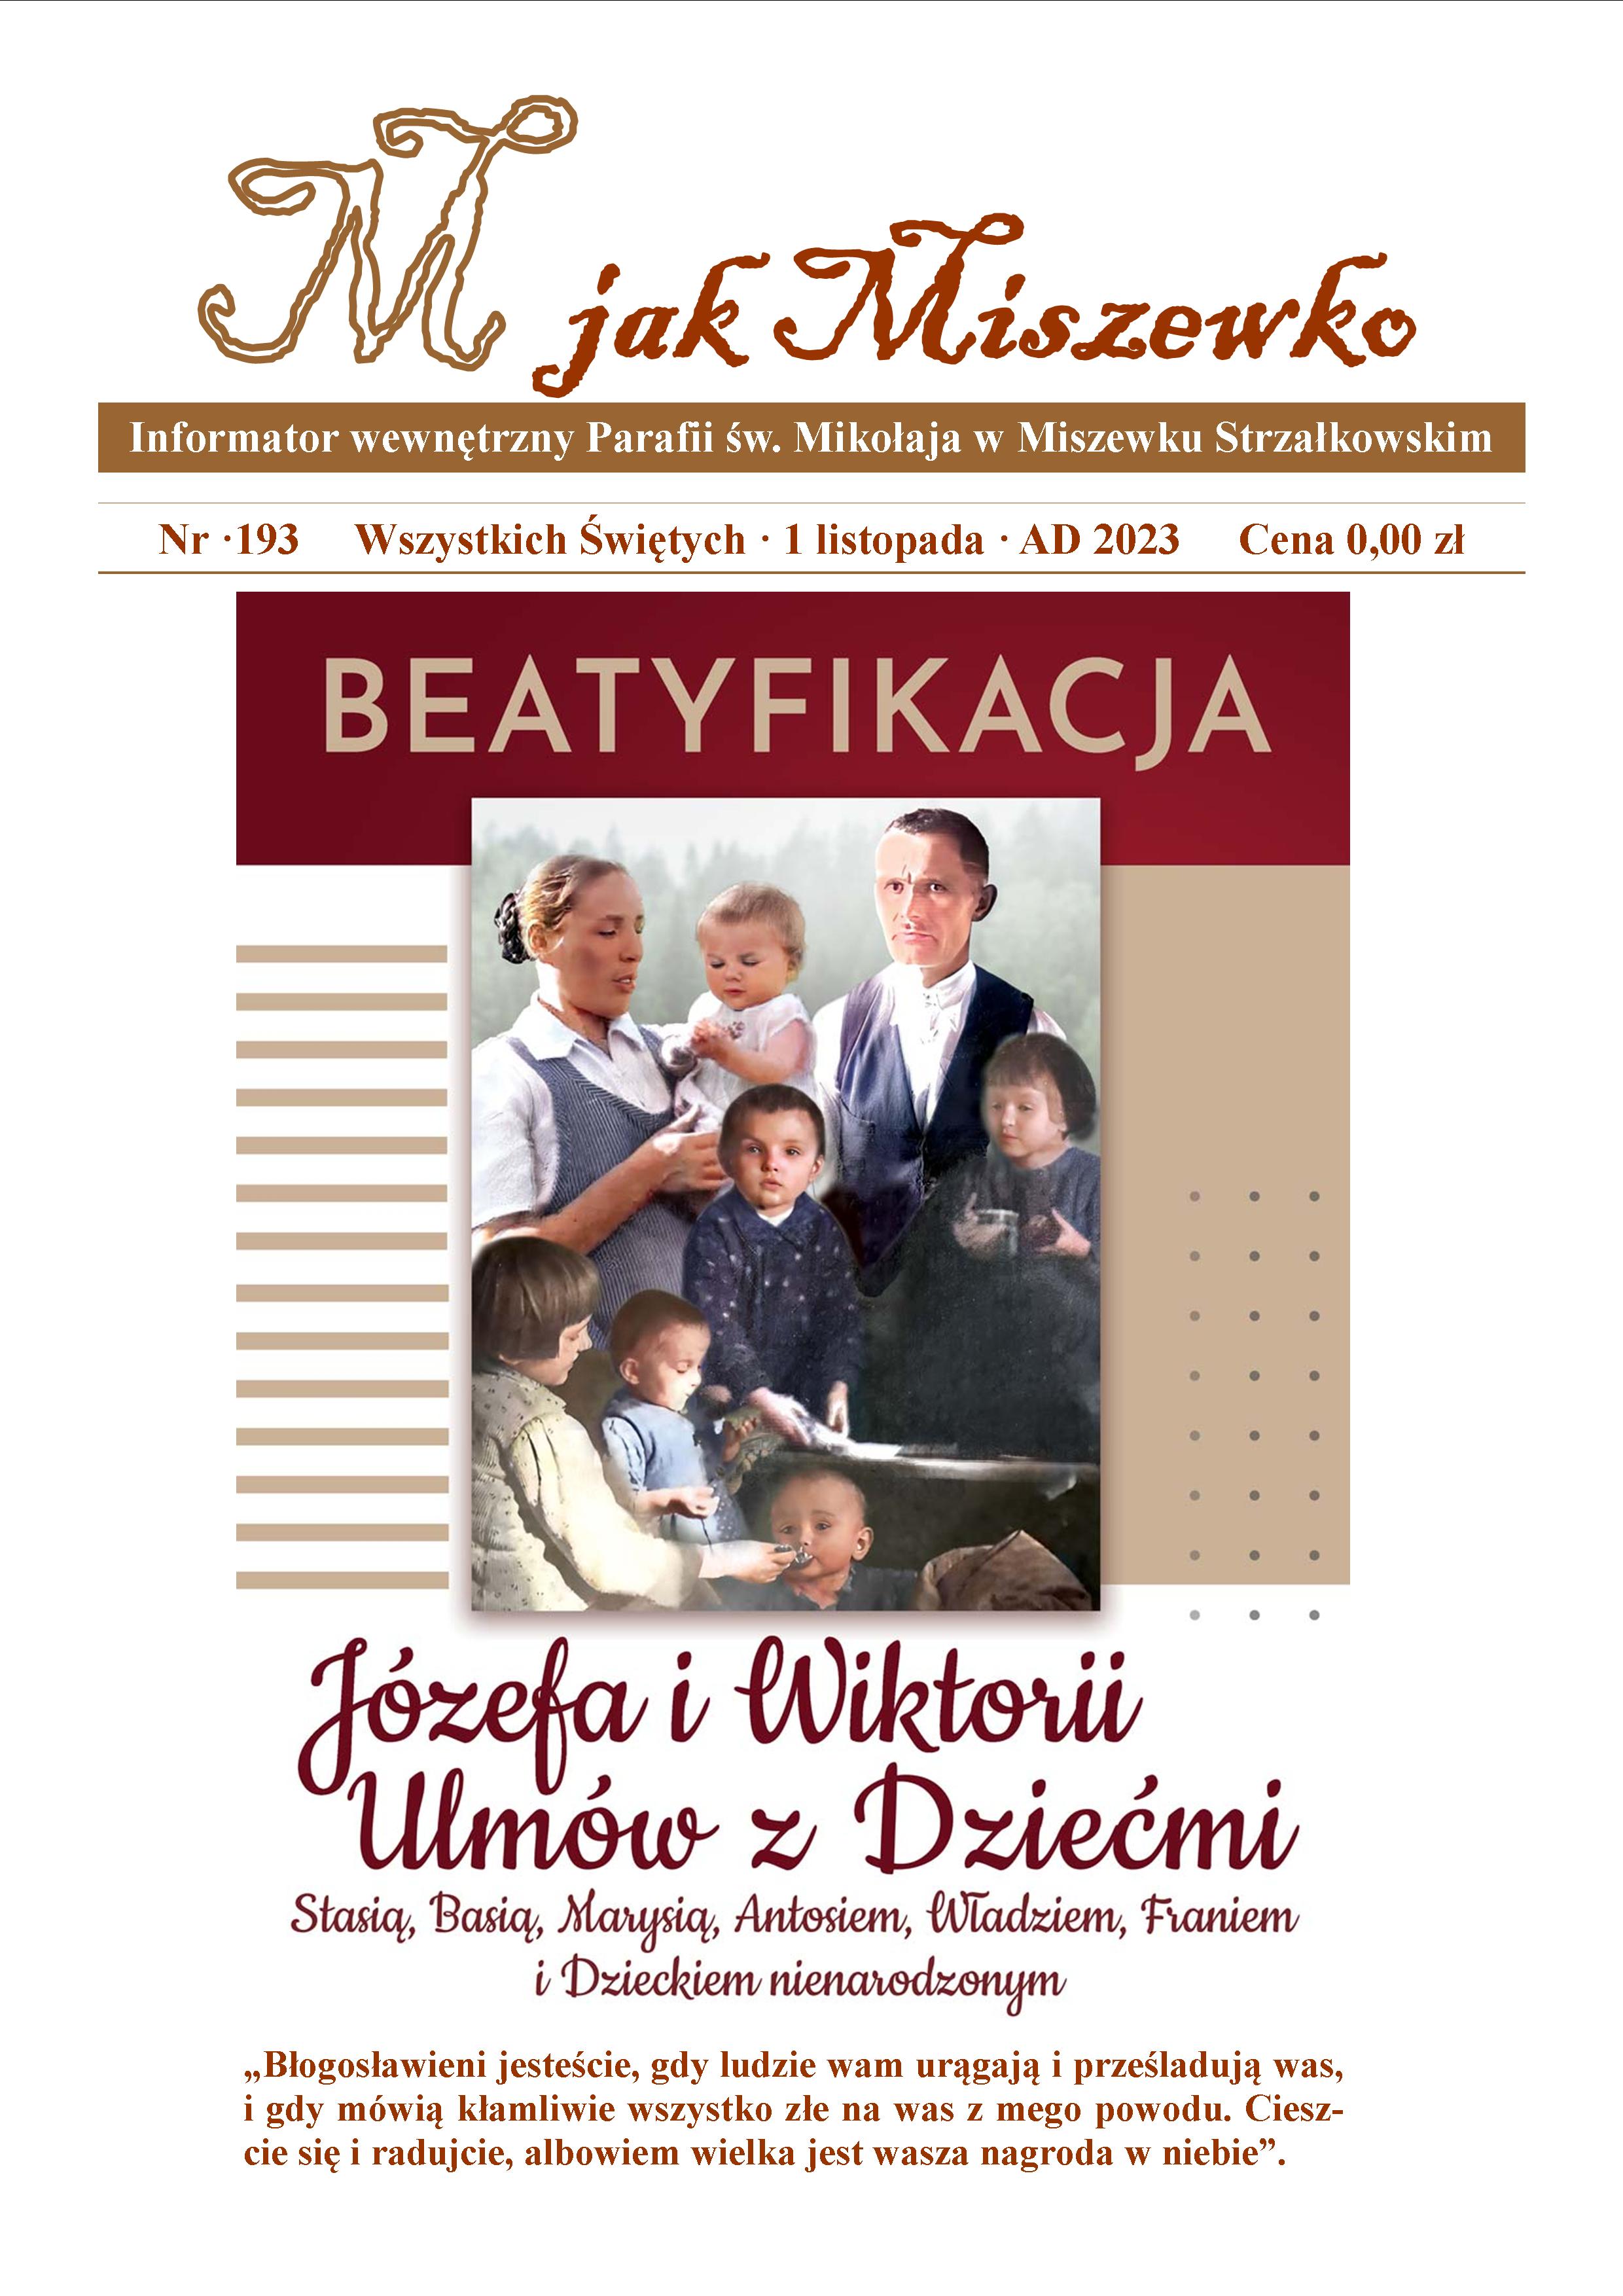 M jak Miszewko
Informator wewnętrzny Parafii św. Mikołaja w Miszewku Strzałkowskim
Nr ·193 Wszystkich Świętych · 1 listopada · AD 2023 Cena 0,00 zł
BEATYFIKACJA
Józefa i Wiktorii
Ulmów z Dziećmi
Stasią, Basią, Marysią, Antosiem, Władziem, Franiem
i Dzieckiem nienarodzonym
„Błogosławieni jesteście, gdy ludzie wam urągają i prześladują was,
i gdy mówią kłamliwie wszystko złe na was z mego powodu. Ciesz-
cie się i radujcie, albowiem wielka jest wasza nagroda w niebie”.